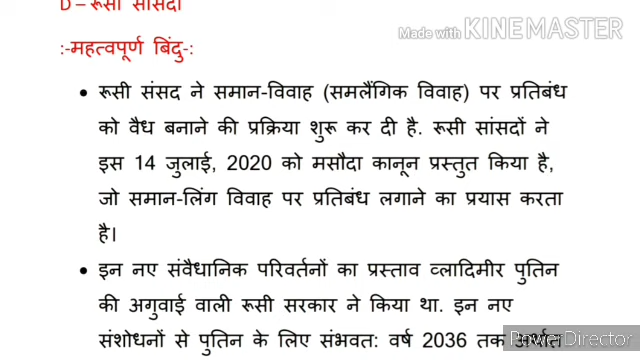 D – रूसी सांसदों
Made with KINEMASTER
:-महत्वपूर्ण बिंदु-:
• रूसी संसद ने समान-विवाह (समलैंगिक विवाह) पर प्रतिबंध
को वैध बनाने की प्रक्रिया शुरू कर दी है. रूसी सांसदों ने
इस 14 जुलाई, 2020 को मसौदा कानून प्रस्तुत किया है,
जो समान-लिंग विवाह पर प्रतिबंध लगाने का प्रयास करता
है।
• इन नए संवैधानिक परिवर्तनों का प्रस्ताव व्लादिमीर पुतिन
की अगुवाई वाली रूसी सरकार ने किया था. इन नए
संशोधनों से पुतिन के लिए संभवत: वर्ष 2036 तक अर्थात
PowerDirector